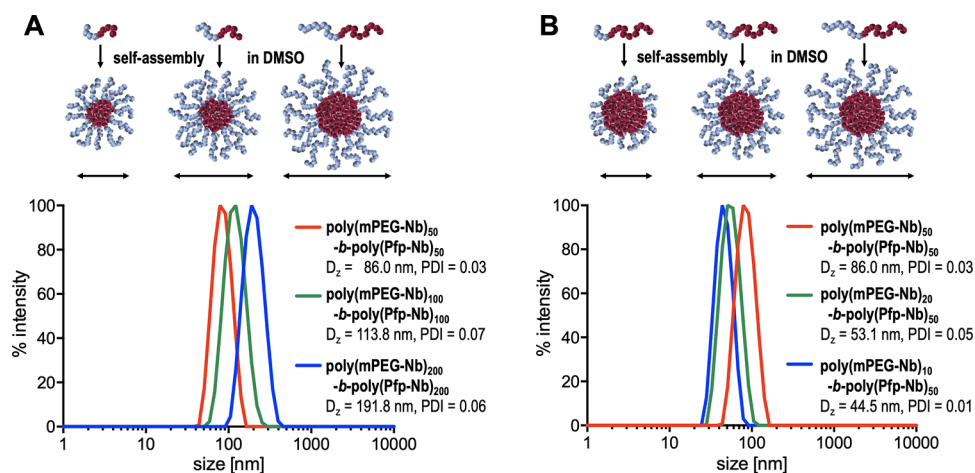 A
self-assembly in DMSO
% intensity
100
80
60
40
20
0
1 10 100 1000 10000
size [nm]
poly(mPEG-Nb)50
-b-poly(Pfp-Nb)50
Dz = 86.0 nm, PDI = 0.03
poly(mPEG-Nb)100
-b-poly(Pfp-Nb)100
Dz = 113.8 nm, PDI = 0.07
poly(mPEG-Nb)200
-b-poly(Pfp-Nb)200
Dz = 191.8 nm, PDI = 0.06
B
self-assembly in DMSO
% intensity
100
80
60
40
20
0
1 10 100 1000 10000
size [nm]
poly(mPEG-Nb)50
-b-poly(Pfp-Nb)50
Dz = 86.0 nm, PDI = 0.03
poly(mPEG-Nb)20
-b-poly(Pfp-Nb)50
Dz = 53.1 nm, PDI = 0.05
poly(mPEG-Nb)10
-b-poly(Pfp-Nb)50
Dz = 44.5 nm, PDI = 0.01